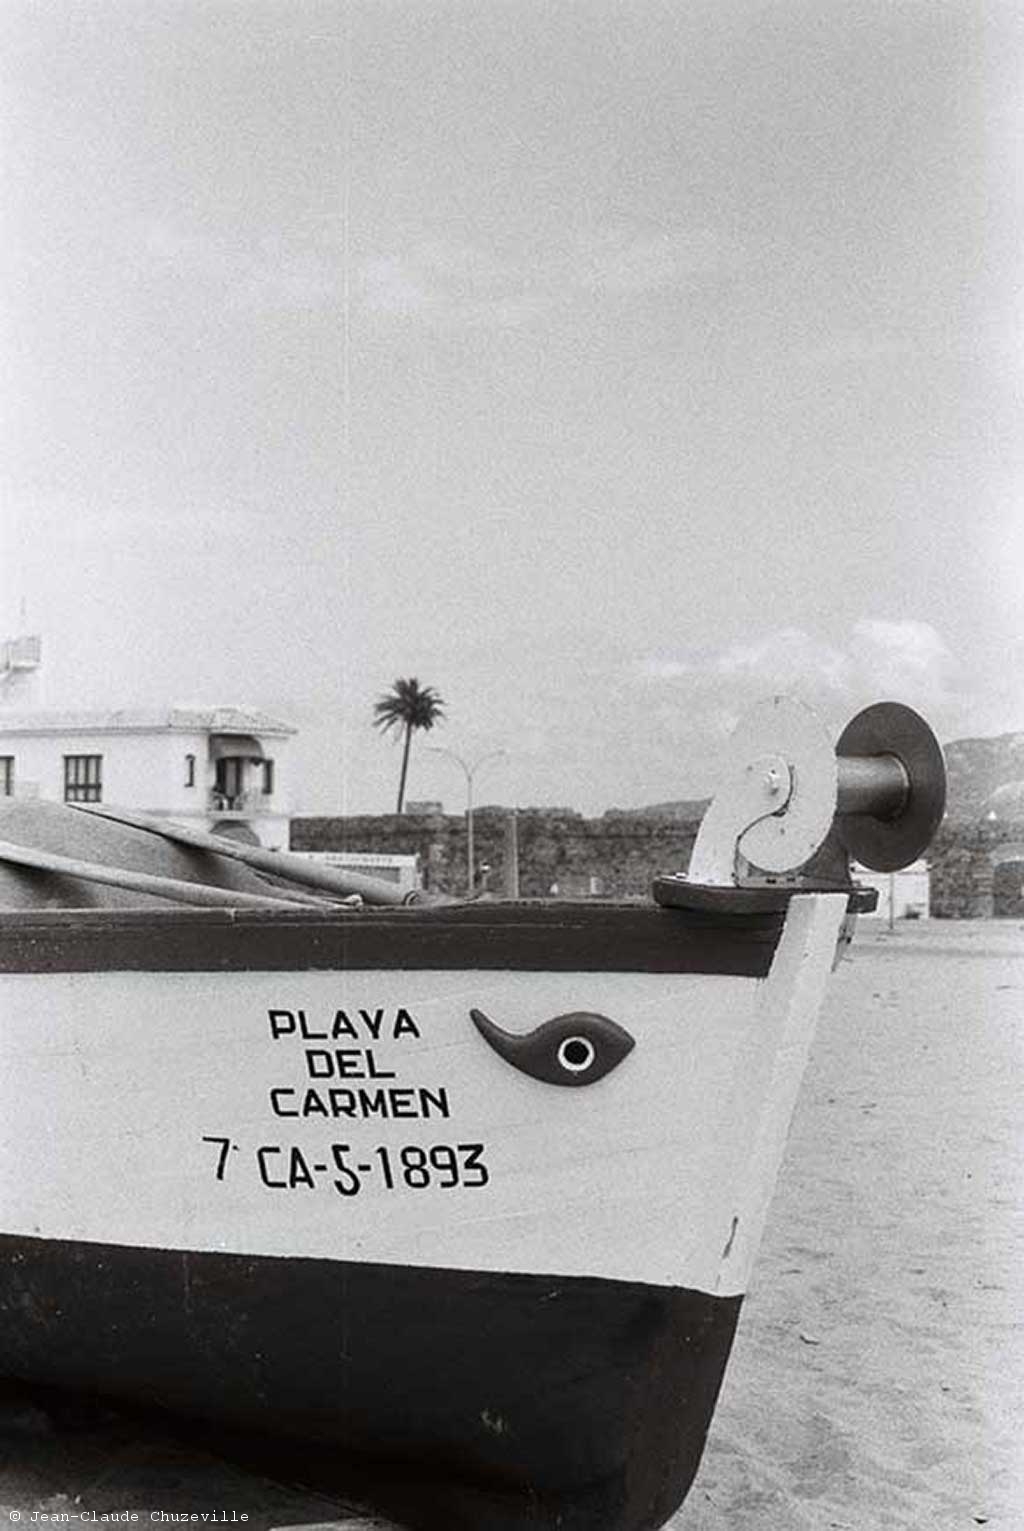 PLAYA
DEL
CARMEN
7ª CA-5-1893
© Jean-Claude Chuzeville